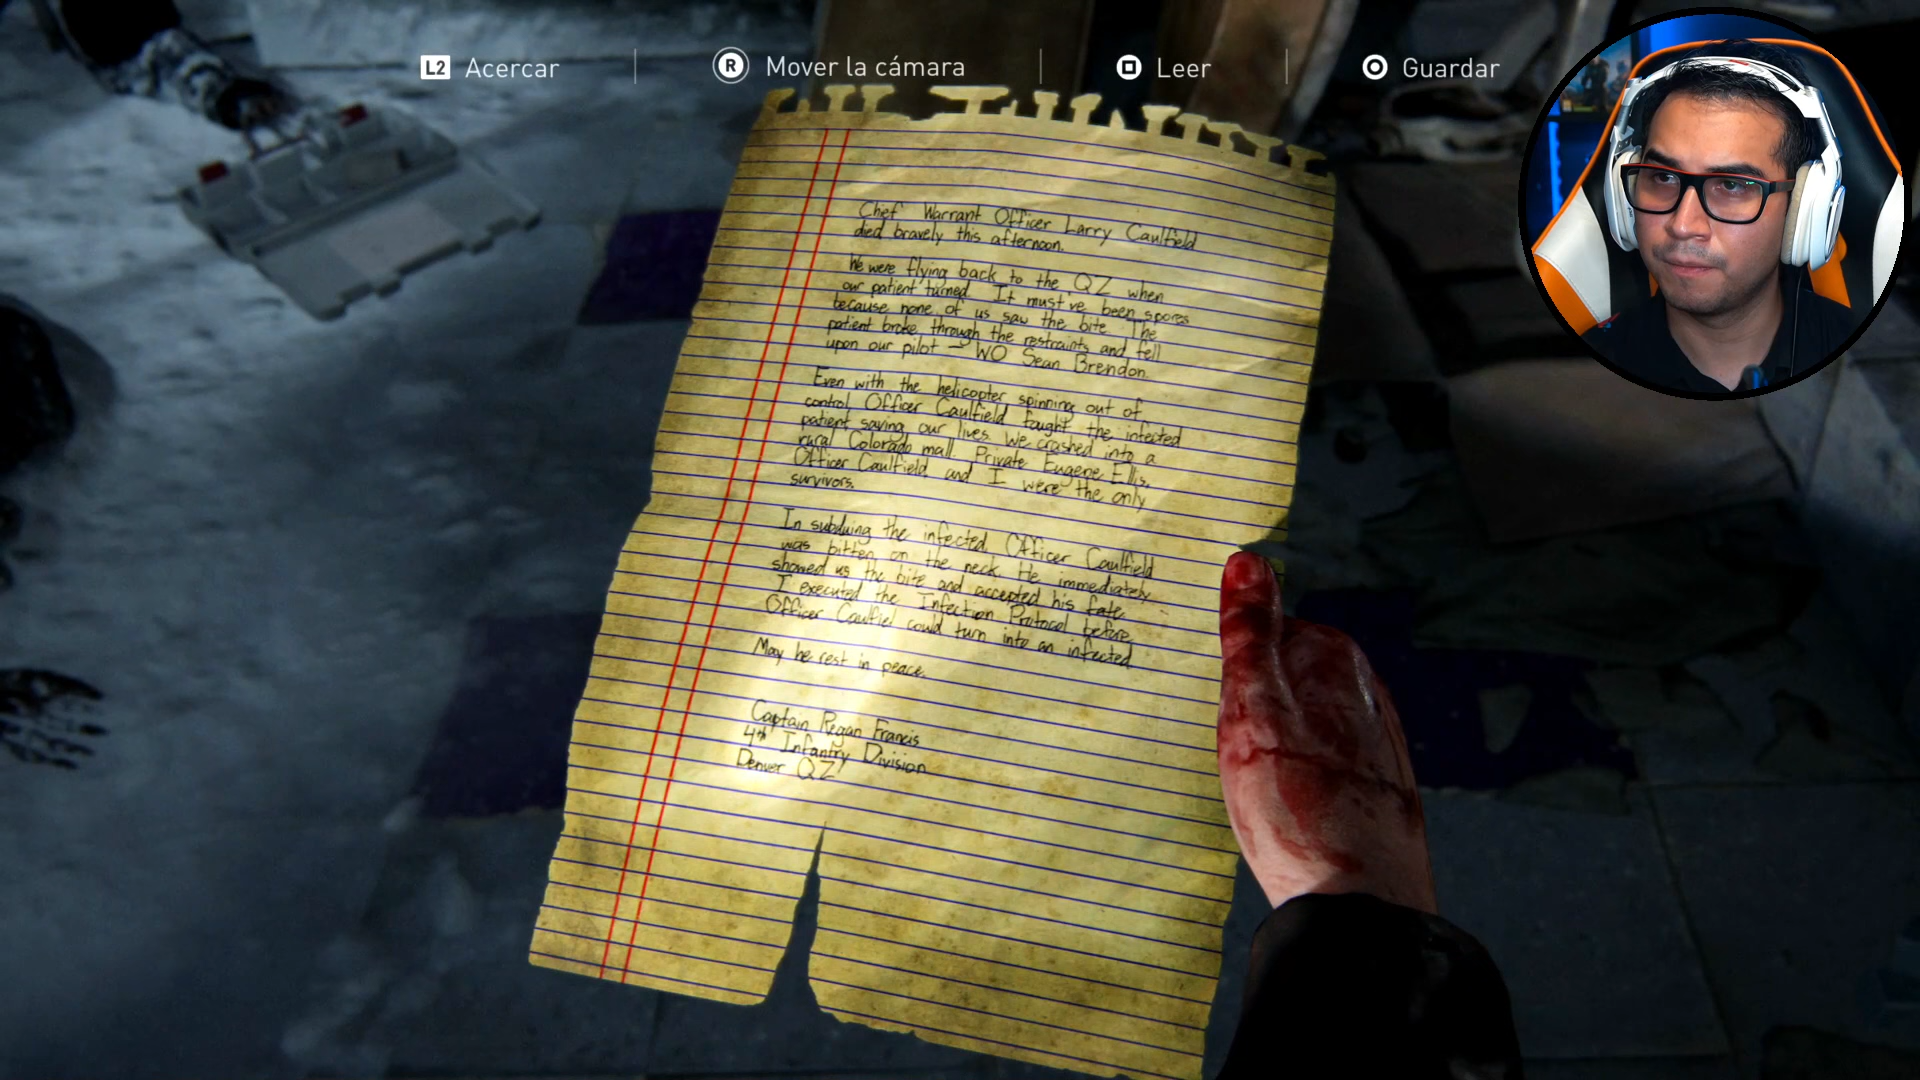 L2 Acercar
R Mover la cámara
Leer
Guardar
Chief Warrant Officer Larry Caulfield
died bravely this afternoon.
We were flying back to the QZ when
our patient turned. It must've been spores
because none of us saw the bite. The
patient broke through the restraints and fell
upon our pilot - WO Sean Brendon.
Even with the helicopter spinning out of
control Officer Caulfield fought the infected
patient saving our lives. We crashed into a
rural Colorado mall. Private Eugene Ellis,
Officer Caulfield, and I were the only
survivors.
In subduing the infected, Officer Caulfield
was bitten on the neck. He immediately
showed us the bite and accepted his fate.
I executed the Infection Protocol before
Officer Caulfiel could turn into an infected
May he rest in peace.
Captain Regan Francis
4th Infantry Division
Denver QZ